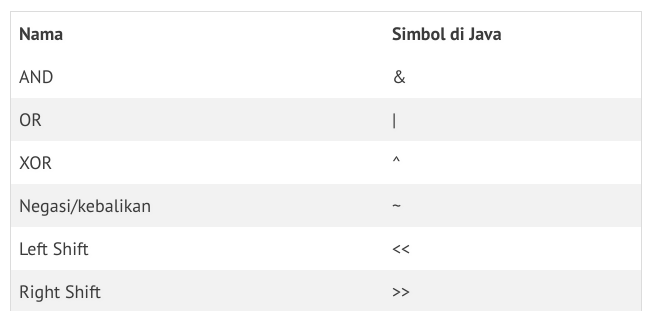 Nama Simbol di Java
AND &
OR |
XOR ^
Negasi/kebalikan ~
Left Shift <<
Right Shift >>